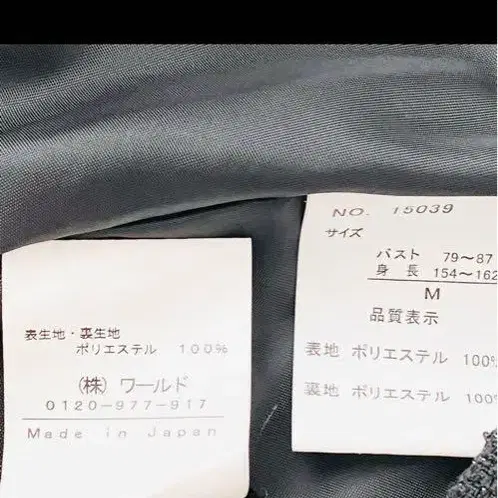 表生地・裏生地
ポリエステル 100%
(株) ワールド
0120-977-917
Made in Japan
NO. 15039
サイズ
バスト 79〜87
身 長 154〜162
M
品質表示
表地 ポリエステル 100%
裏地 ポリエステル 100%